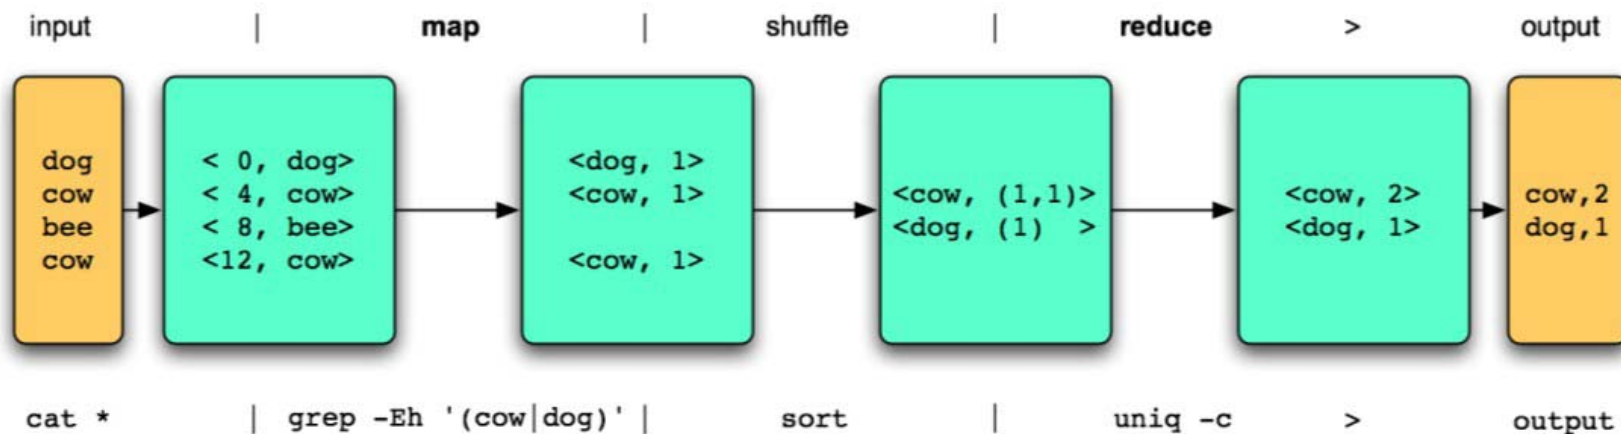 input | map | shuffle | reduce > output
dog
cow
bee
cow
< 0, dog>
< 4, cow>
< 8, bee>
<12, cow>
<dog, 1>
<cow, 1>
<cow, 1>
<cow, (1,1)>
<dog, (1) >
<cow, 2>
<dog, 1>
cow,2
dog,1
cat * | grep -Eh '(cow|dog)' | sort | uniq -c > output